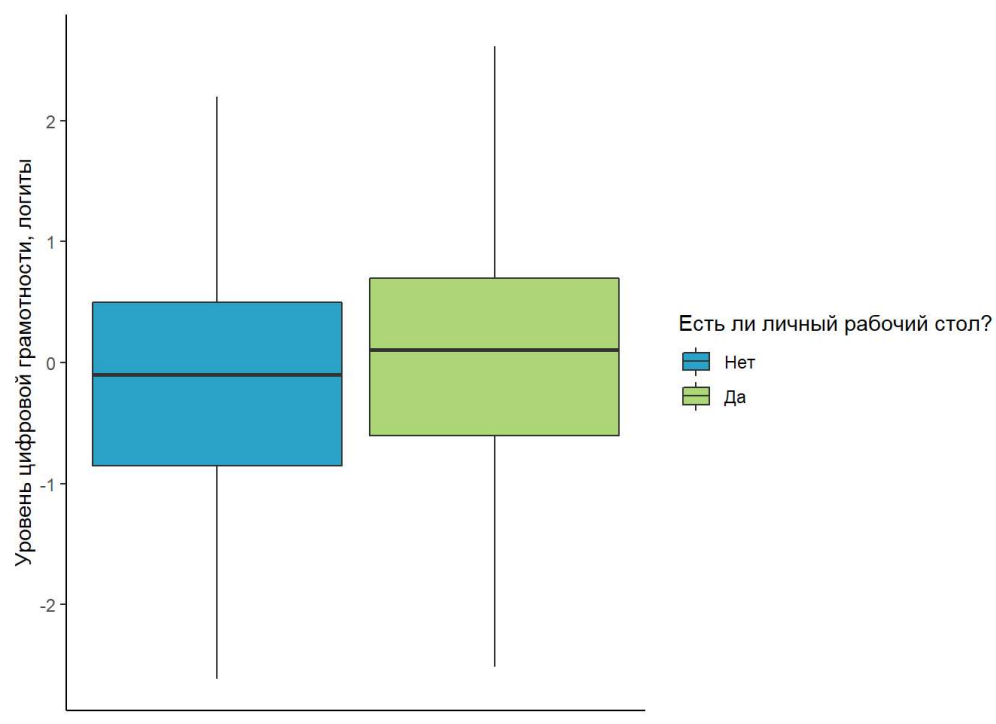 Уровень цифровой грамотности, логиты
2
1
0
-1
-2
Есть ли личный рабочий стол?
Нет
Да